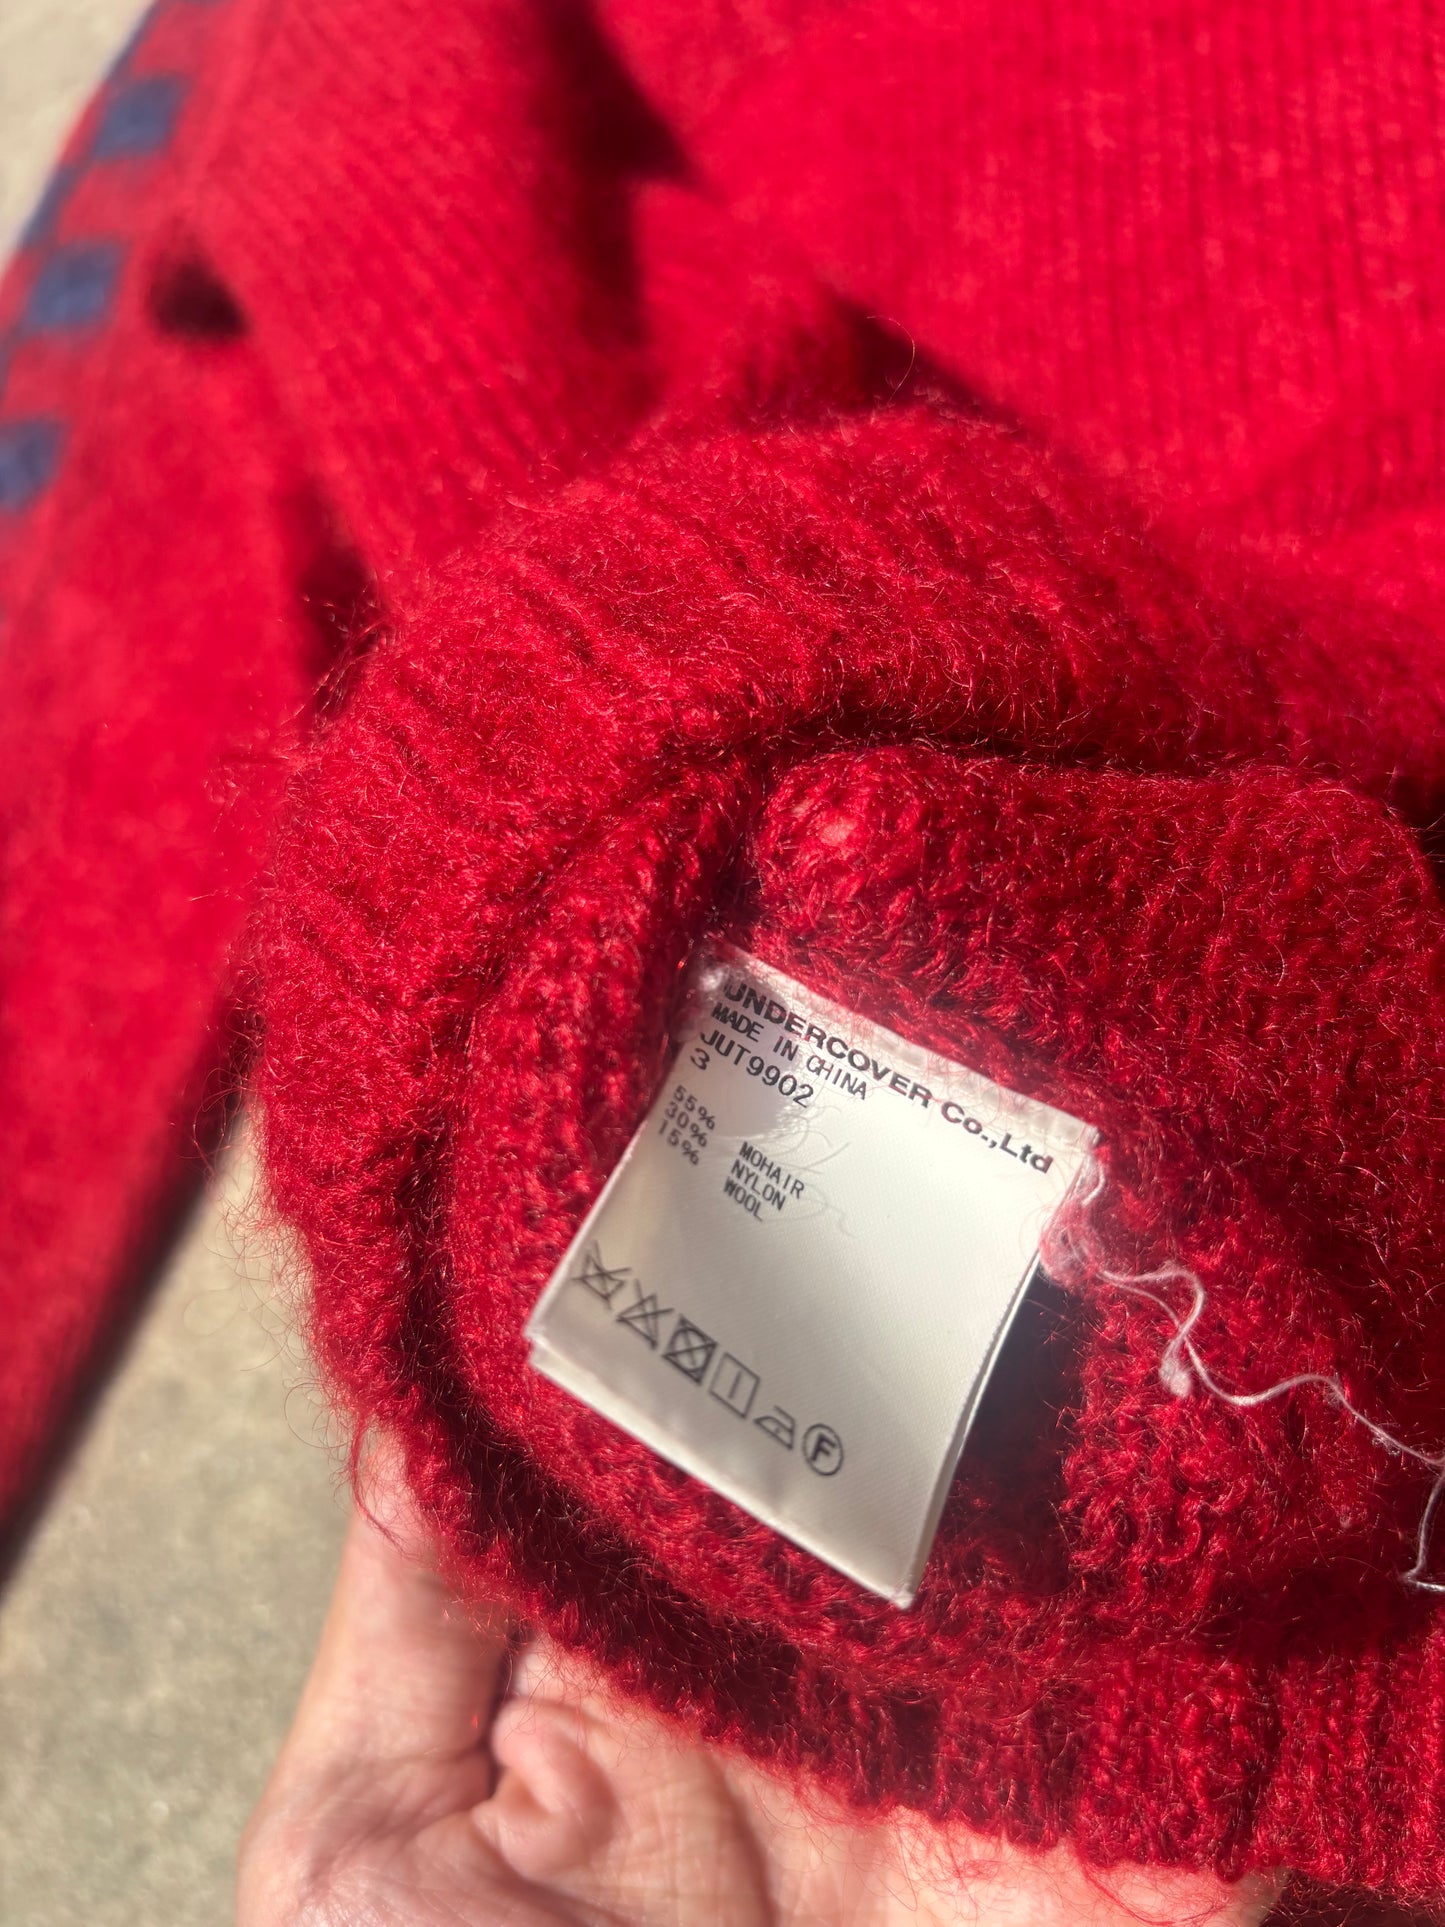 UNDERCOVER Co.,Ltd
MADE IN CHINA
JUT9902
3
55% MOHAIR
30% NYLON
15% WOOL
F